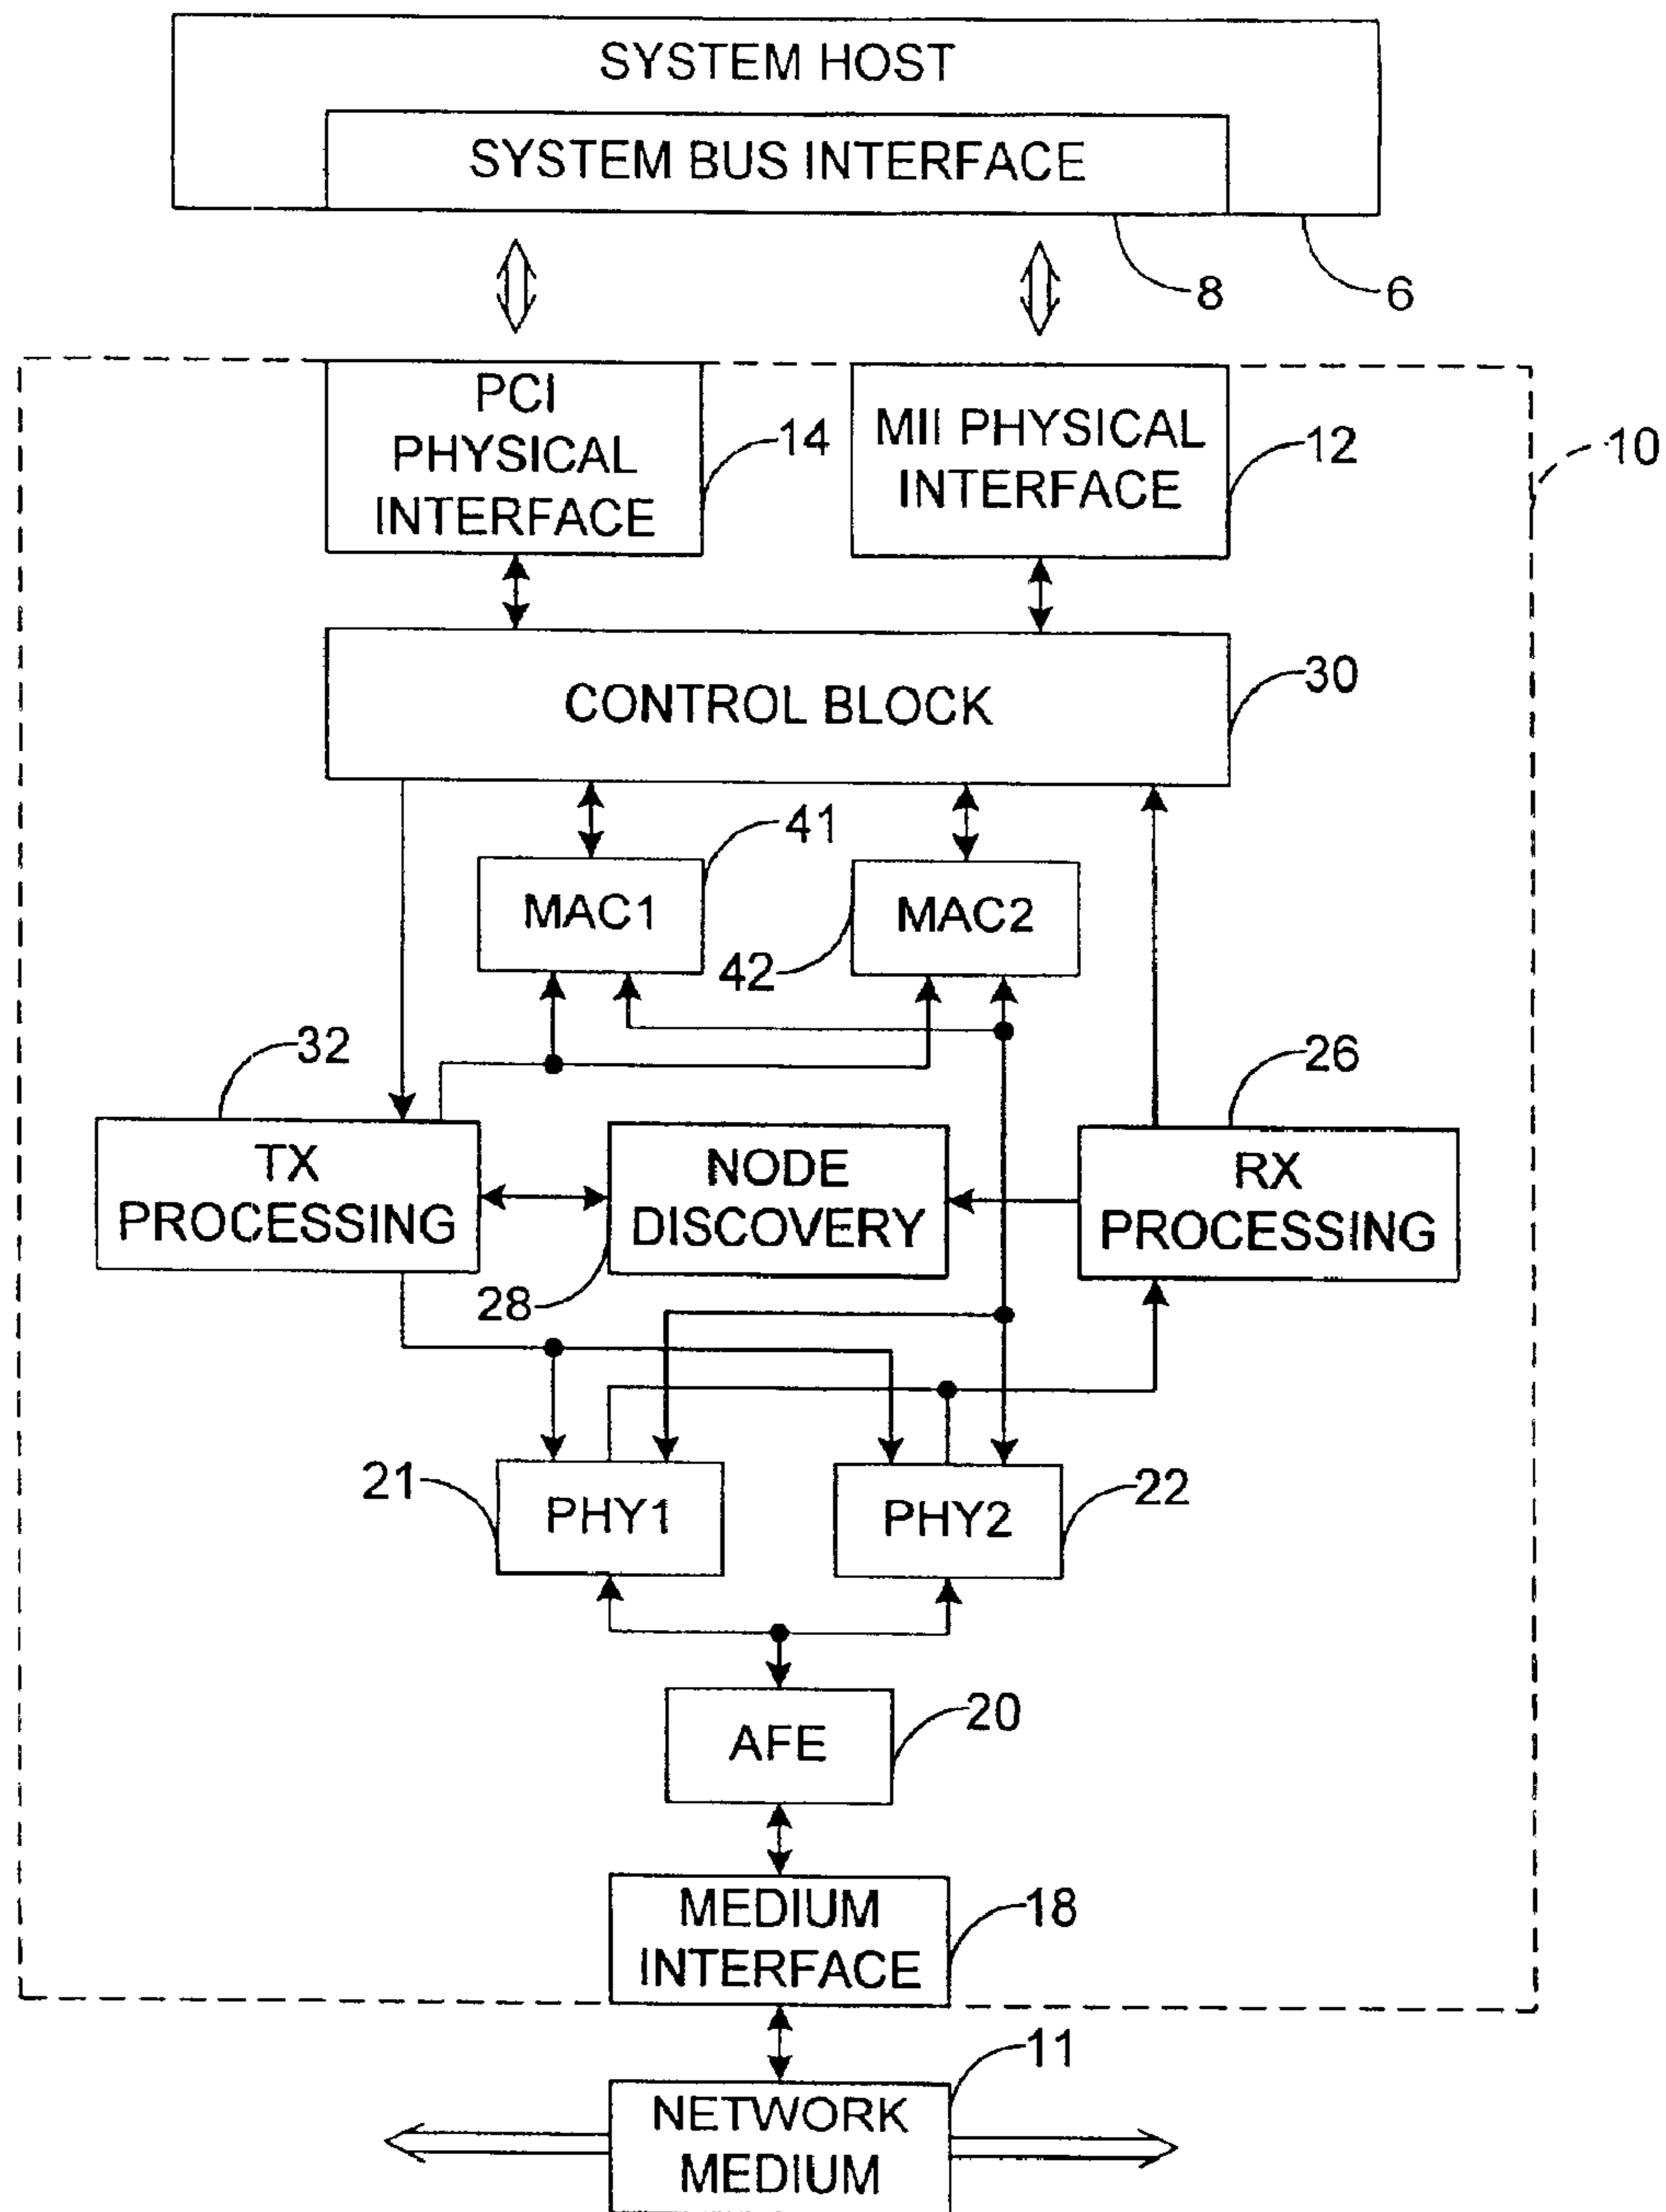 SYSTEM HOST
SYSTEM BUS INTERFACE
8
6
PCI
PHYSICAL
INTERFACE
14
MII PHYSICAL
INTERFACE
12
10
CONTROL BLOCK
30
MAC1
41
MAC2
42
32
TX
PROCESSING
NODE
DISCOVERY
28
26
RX
PROCESSING
21
PHY1
PHY2
22
AFE
20
MEDIUM
INTERFACE
18
11
NETWORK
MEDIUM